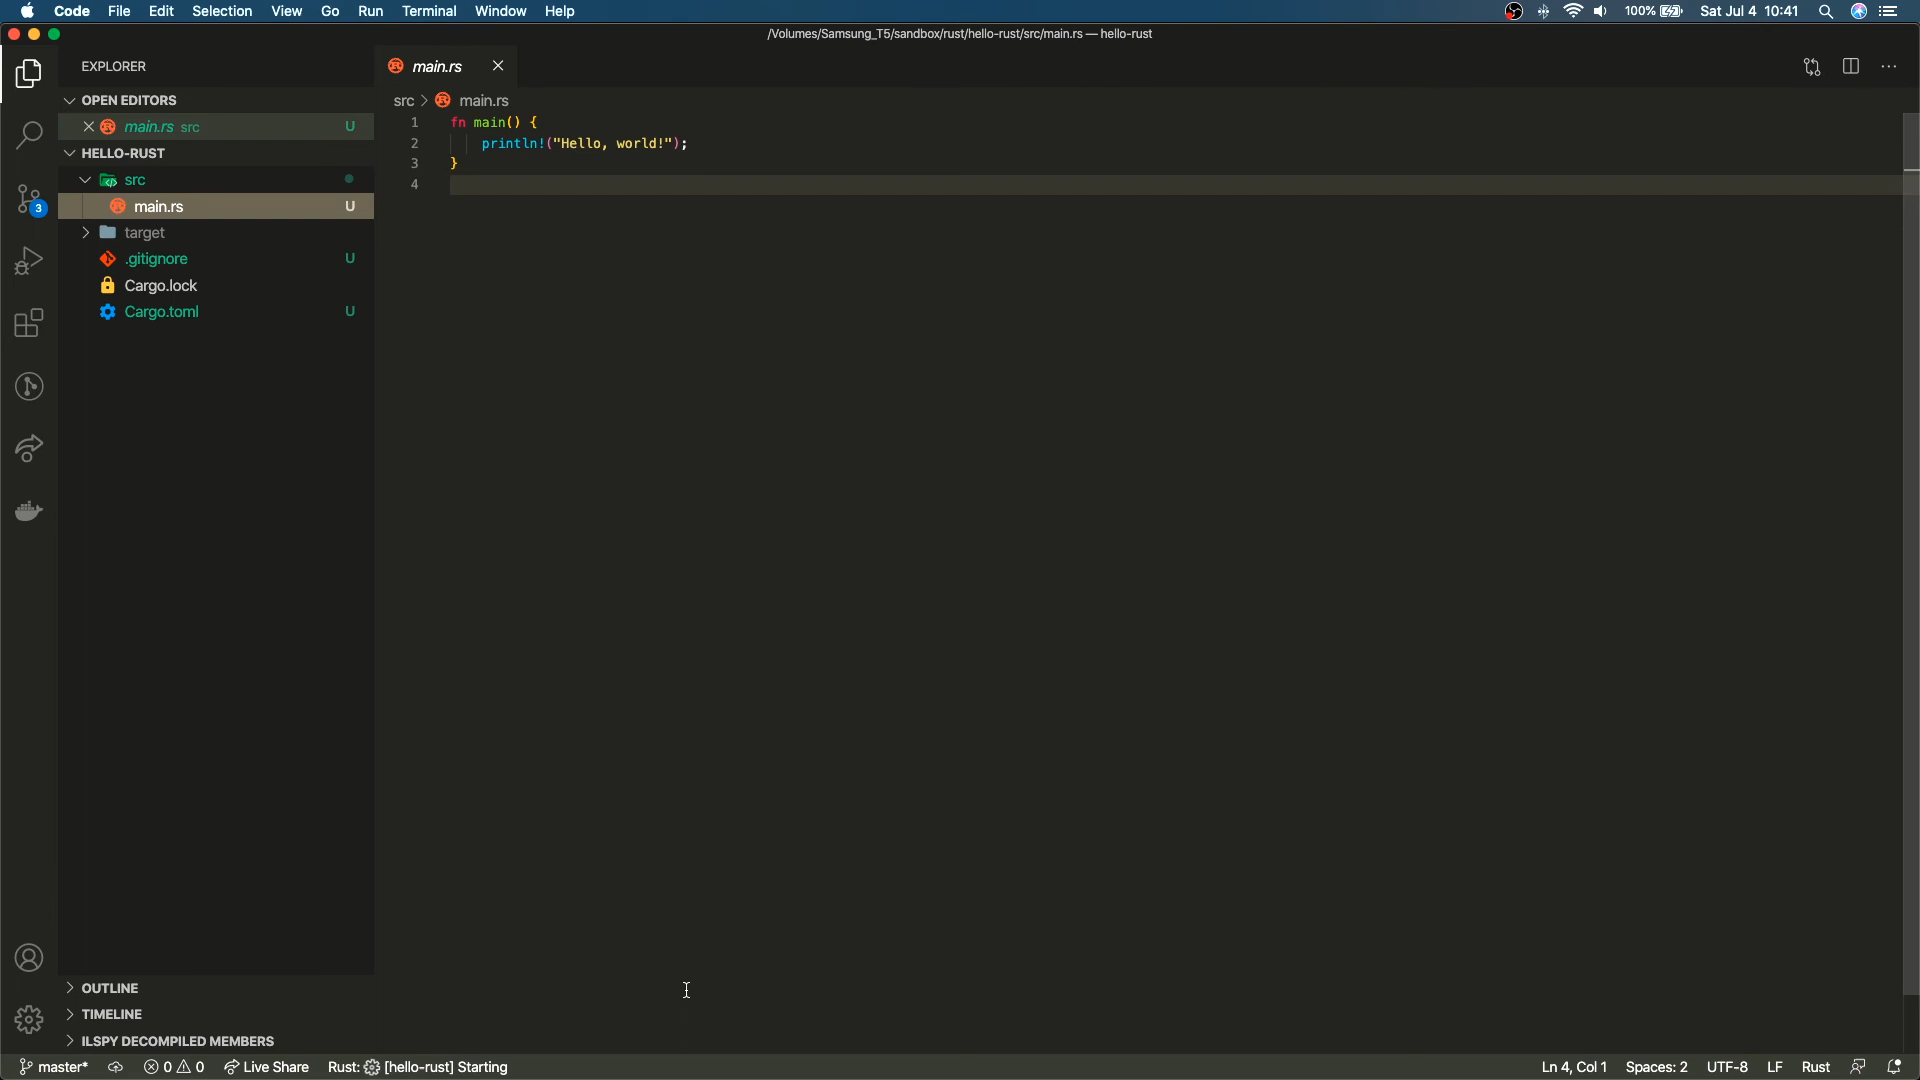 Code File Edit Selection View Go Run Terminal Window Help 100% Sat Jul 4 10:41
/Volumes/Samsung_T5/sandbox/rust/hello-rust/src/main.rs — hello-rust
EXPLORER
OPEN EDITORS
main.rs src U
HELLO-RUST
src
main.rs U
target
.gitignore U
Cargo.lock
Cargo.toml U
3
OUTLINE
TIMELINE
ILSPY DECOMPILED MEMBERS
main.rs
src > main.rs
1 fn main() {
2 println!("Hello, world!");
3 }
4
master* 0 0 Live Share Rust: [hello-rust] Starting Ln 4, Col 1 Spaces: 2 UTF-8 LF Rust